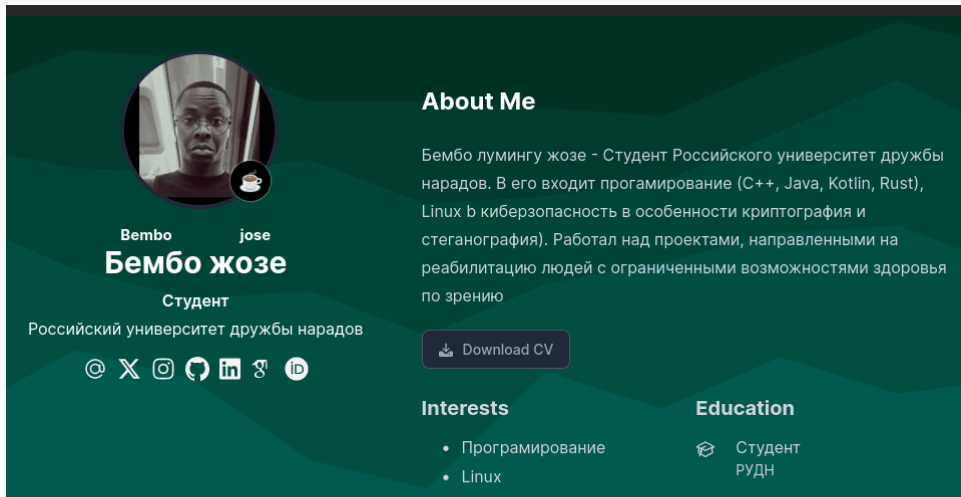 Bembo jose
Бембо жозе
Студент
Российский университет дружбы нарадов
About Me
Бембо лумингу жозе - Студент Российского университет дружбы
нарадов. В его входит прогамирование (C++, Java, Kotlin, Rust),
Linux b киберзопасность в особенности криптография и
стеганография). Работал над проектами, направленными на
реабилитацию людей с ограниченными возможностями здоровья
по зрению
Download CV
Interests
Програмирование
Linux
Education
Студент
РУДН